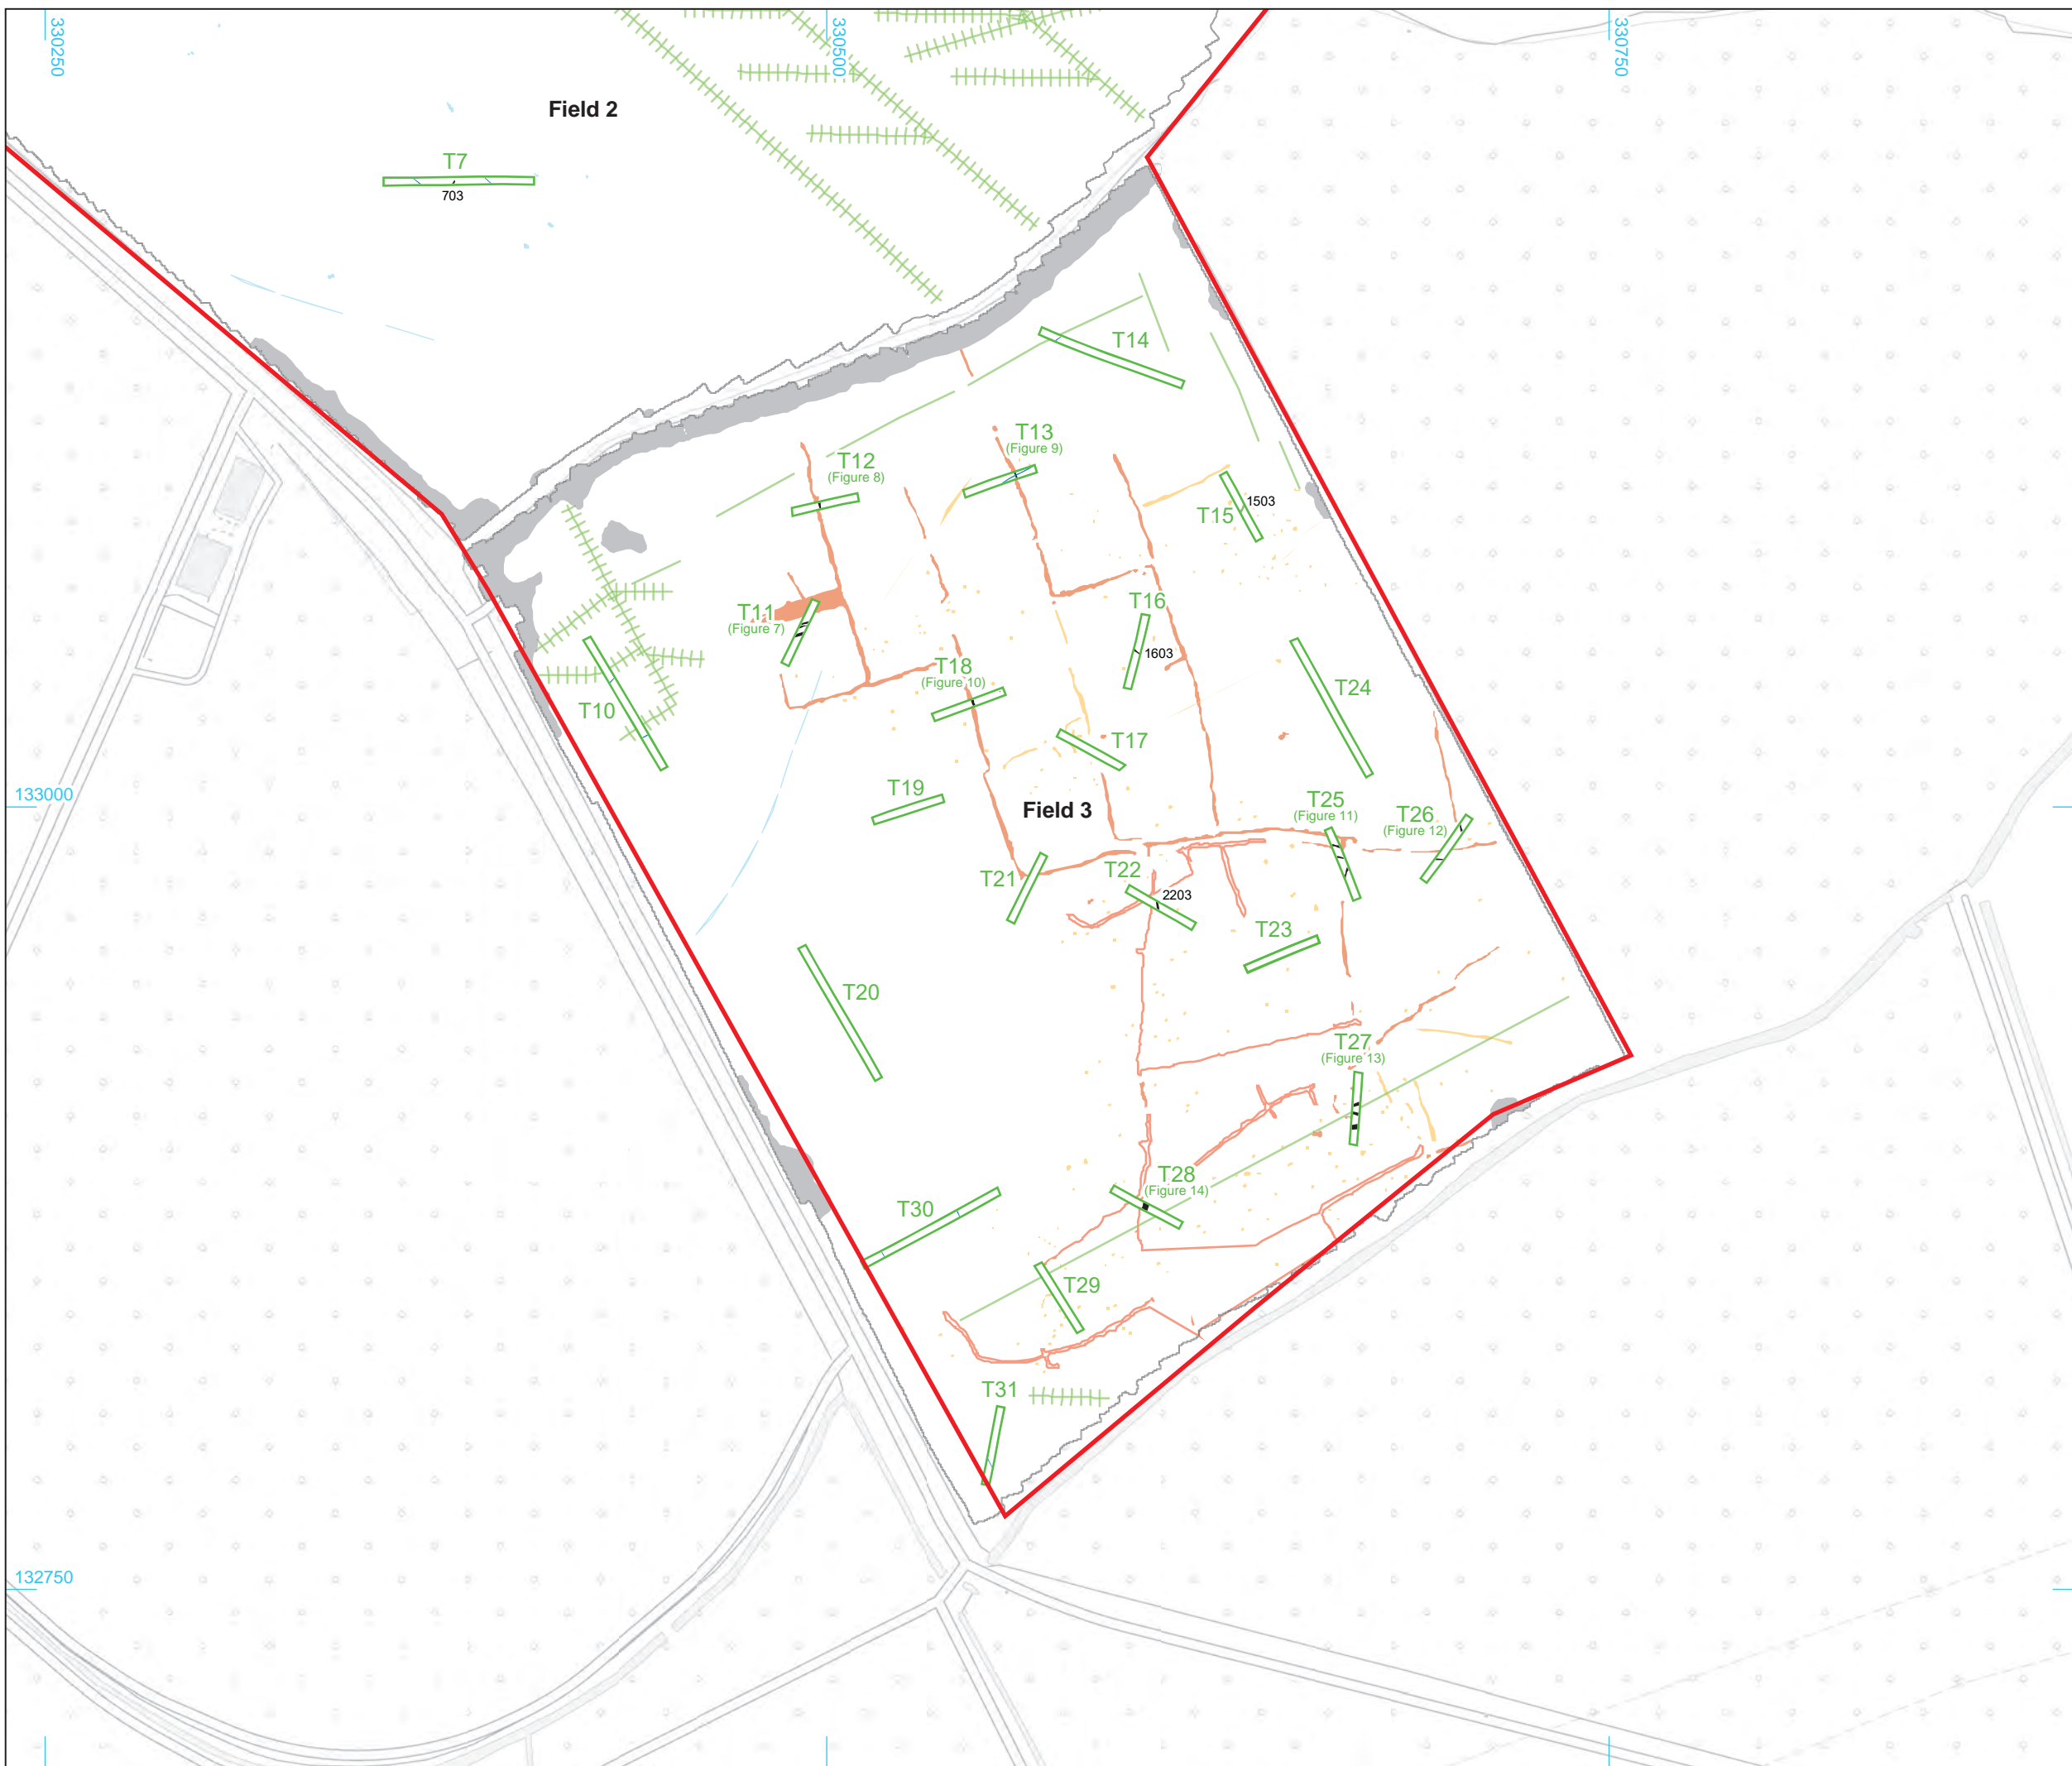 330250
330500
330750
Field 2
T7
703
T14
T13
(Figure 9)
T12
(Figure 8)
1503
T15
T16
T11
(Figure 7)
1603
T18
(Figure 10)
T10
T24
T17
T19
133000
Field 3
T25
(Figure 11)
T26
(Figure 12)
T21
T22
2203
T23
T20
T27
(Figure 13)
T28
(Figure 14)
T30
T29
T31
132750